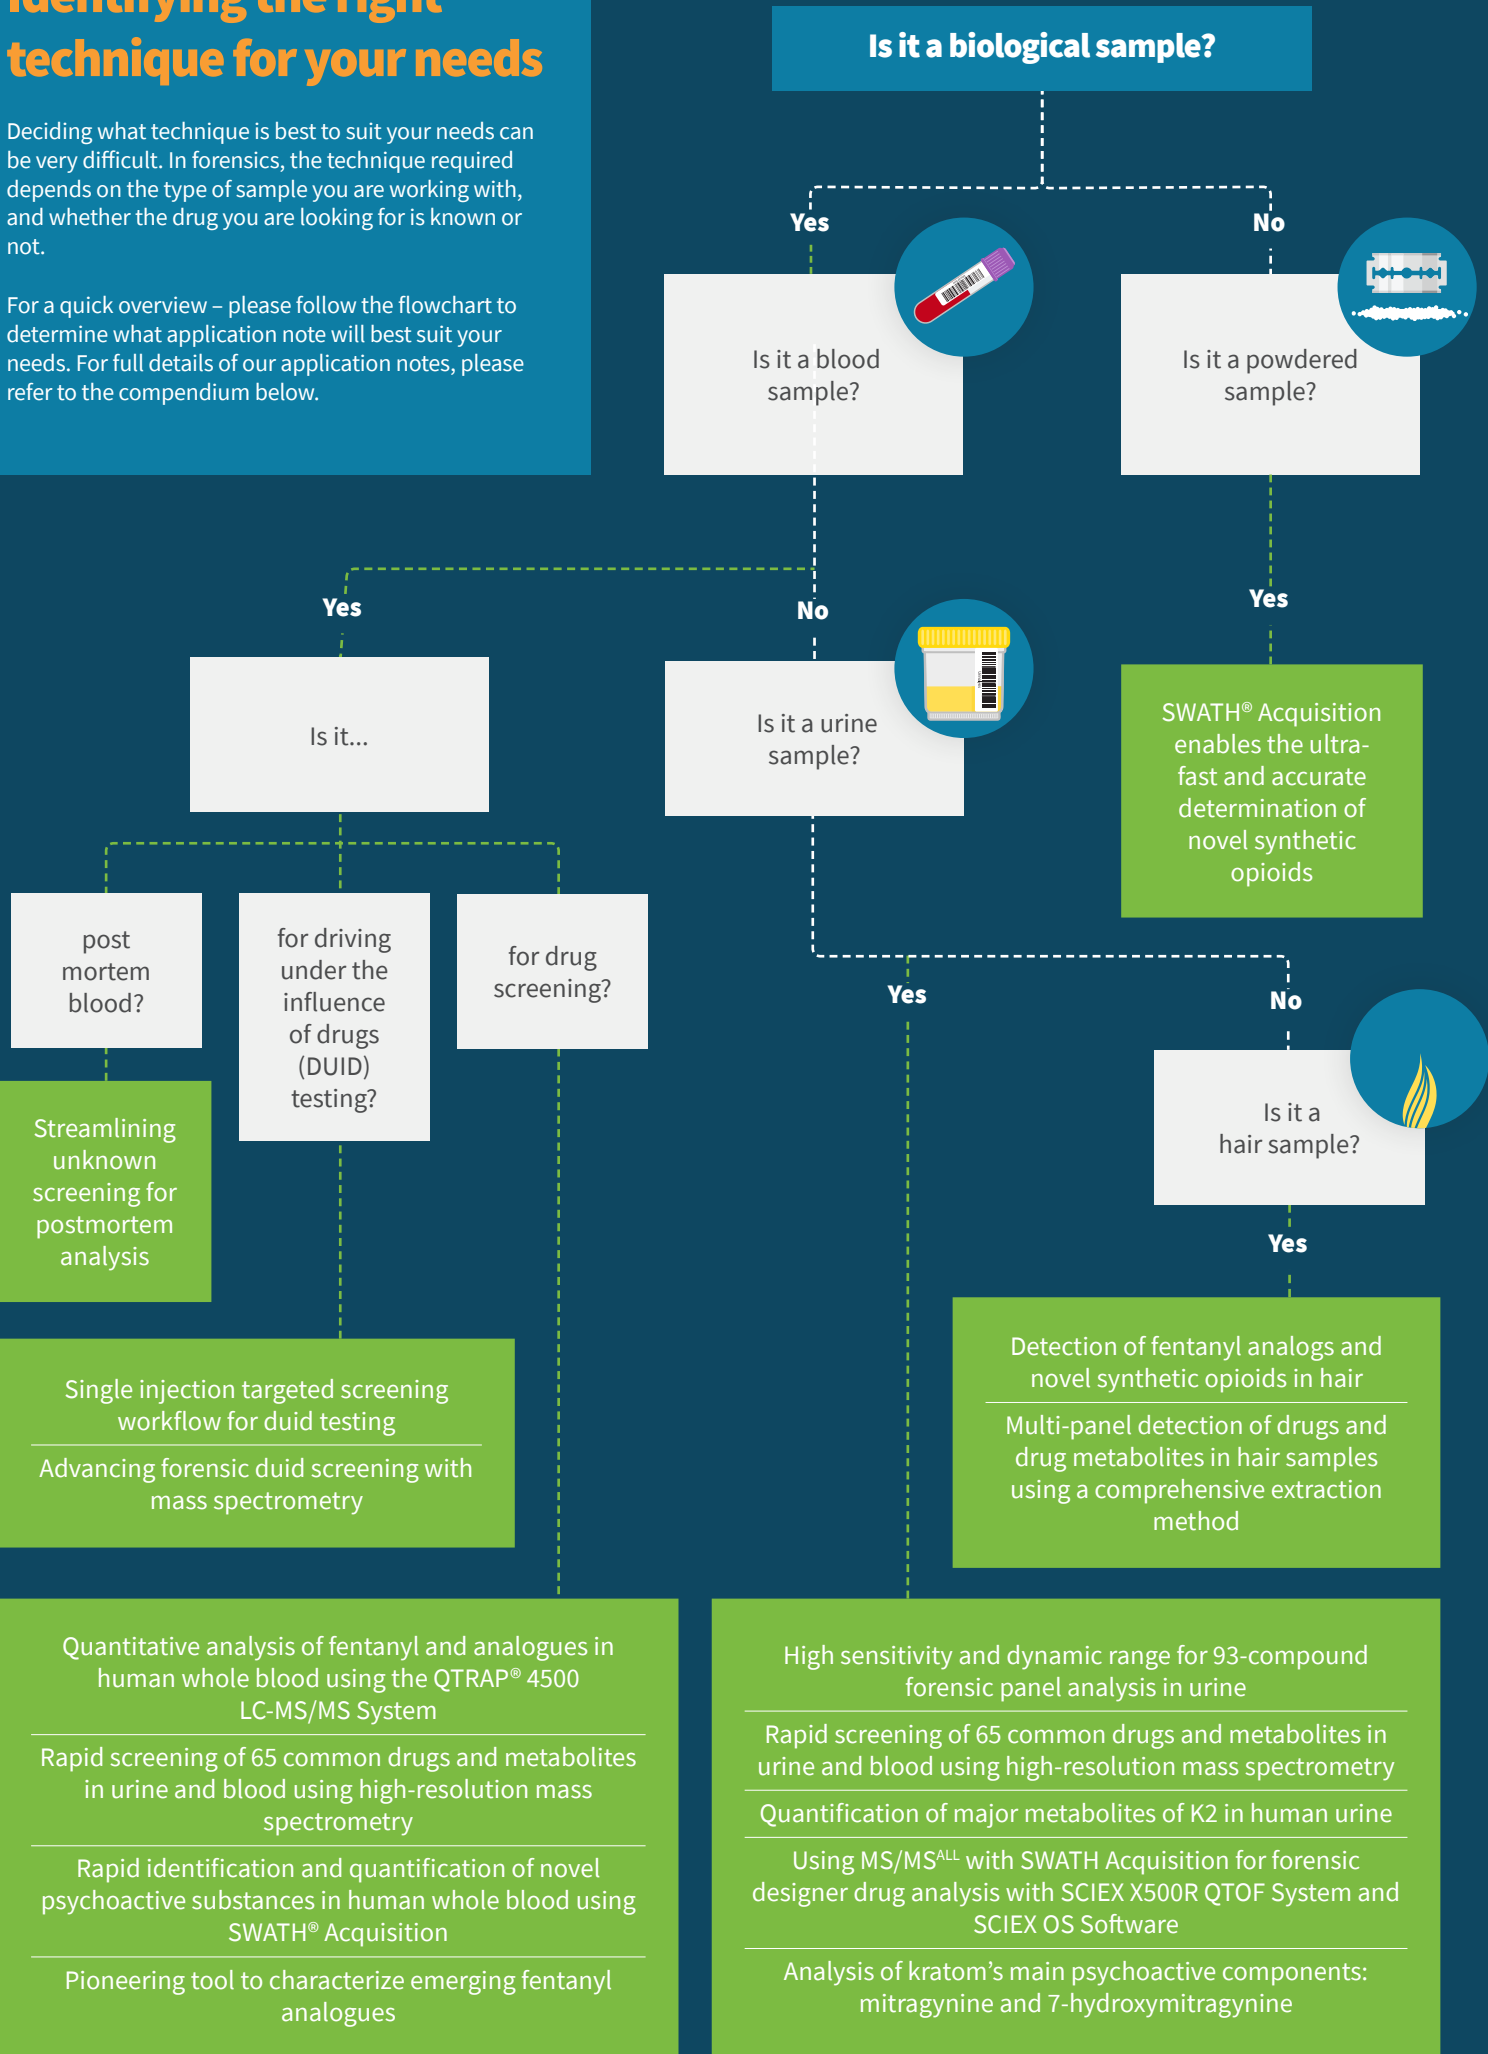 Identifying the right
technique for your needs
Deciding what technique is best to suit your needs can
be very difficult. In forensics, the technique required
depends on the type of sample you are working with,
and whether the drug you are looking for is known or
not.
For a quick overview – please follow the flowchart to
determine what application note will best suit your
needs. For full details of our application notes, please
refer to the compendium below.
Is it a biological sample?
Yes
No
Is it a blood
sample?
Is it a powdered
sample?
Yes
No
Yes
Is it...
Is it a urine
sample?
SWATH® Acquisition
enables the ultra-
fast and accurate
determination of
novel synthetic
opioids
post
mortem
blood?
for driving
under the
influence
of drugs
(DUID)
testing?
for drug
screening?
Yes
No
Is it a
hair sample?
Yes
Streamlining
unknown
screening for
postmortem
analysis
Single injection targeted screening
workflow for duid testing
Advancing forensic duid screening with
mass spectrometry
Detection of fentanyl analogs and
novel synthetic opioids in hair
Multi-panel detection of drugs and
drug metabolites in hair samples
using a comprehensive extraction
method
Quantitative analysis of fentanyl and analogues in
human whole blood using the QTRAP® 4500
LC-MS/MS System
Rapid screening of 65 common drugs and metabolites
in urine and blood using high-resolution mass
spectrometry
Rapid identification and quantification of novel
psychoactive substances in human whole blood using
SWATH® Acquisition
Pioneering tool to characterize emerging fentanyl
analogues
High sensitivity and dynamic range for 93-compound
forensic panel analysis in urine
Rapid screening of 65 common drugs and metabolites in
urine and blood using high-resolution mass spectrometry
Quantification of major metabolites of K2 in human urine
Using MS/MSALL with SWATH Acquisition for forensic
designer drug analysis with SCIEX X500R QTOF System and
SCIEX OS Software
Analysis of kratom's main psychoactive components:
mitragynine and 7-hydroxymitragynine